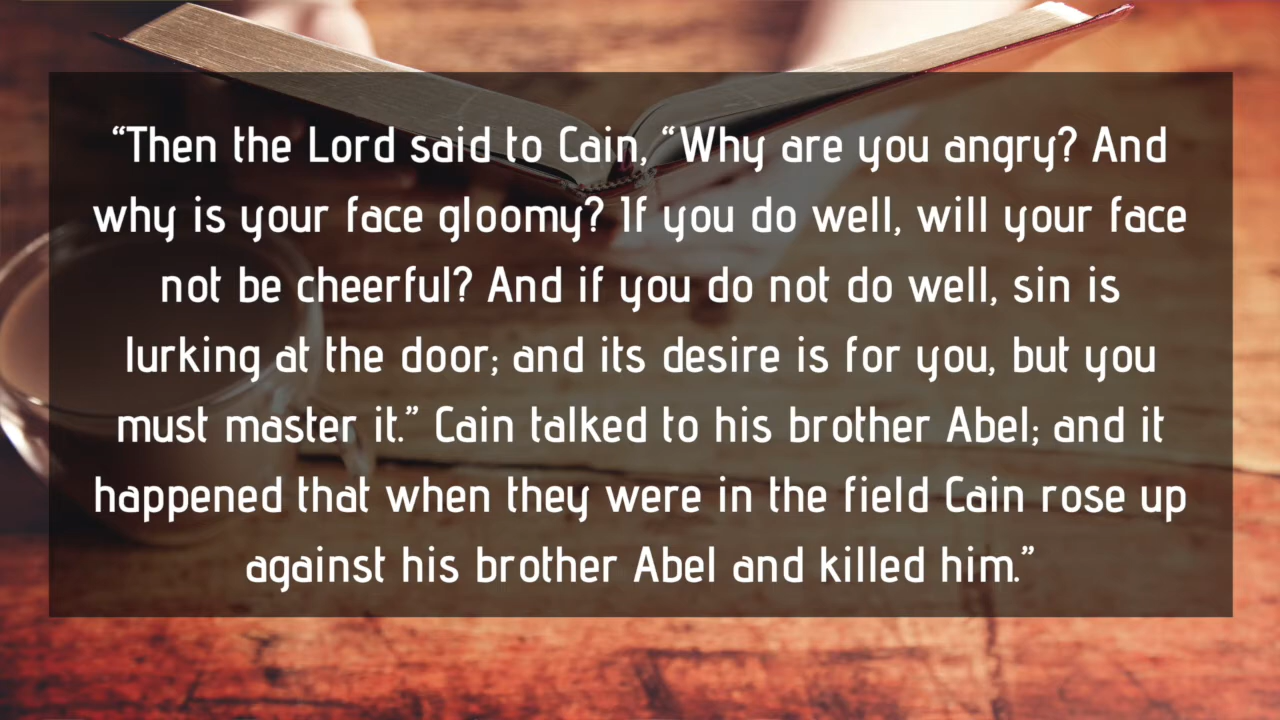 “Then the Lord said to Cain, “Why are you angry? And
why is your face gloomy? If you do well, will your face
not be cheerful? And if you do not do well, sin is
lurking at the door; and its desire is for you, but you
must master it.” Cain talked to his brother Abel; and it
happened that when they were in the field Cain rose up
against his brother Abel and killed him.”